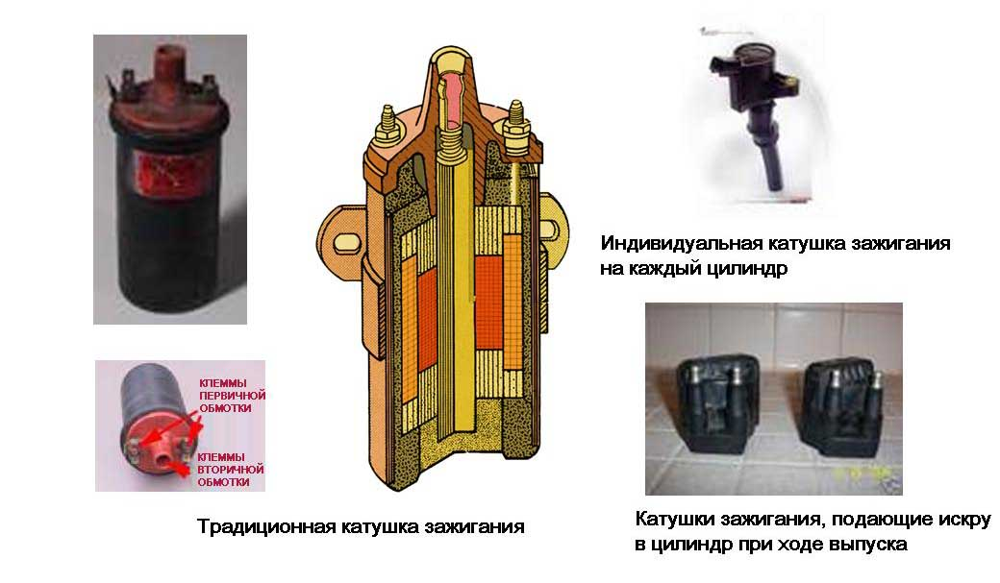 КЛЕММЫ
ПЕРВИЧНОЙ
ОБМОТКИ
КЛЕММЫ
ВТОРИЧНОЙ
ОБМОТКИ
Традиционная катушка зажигания
Индивидуальная катушка зажигания
на каждый цилиндр
Катушки зажигания, подающие искру
в цилиндр при ходе выпуска